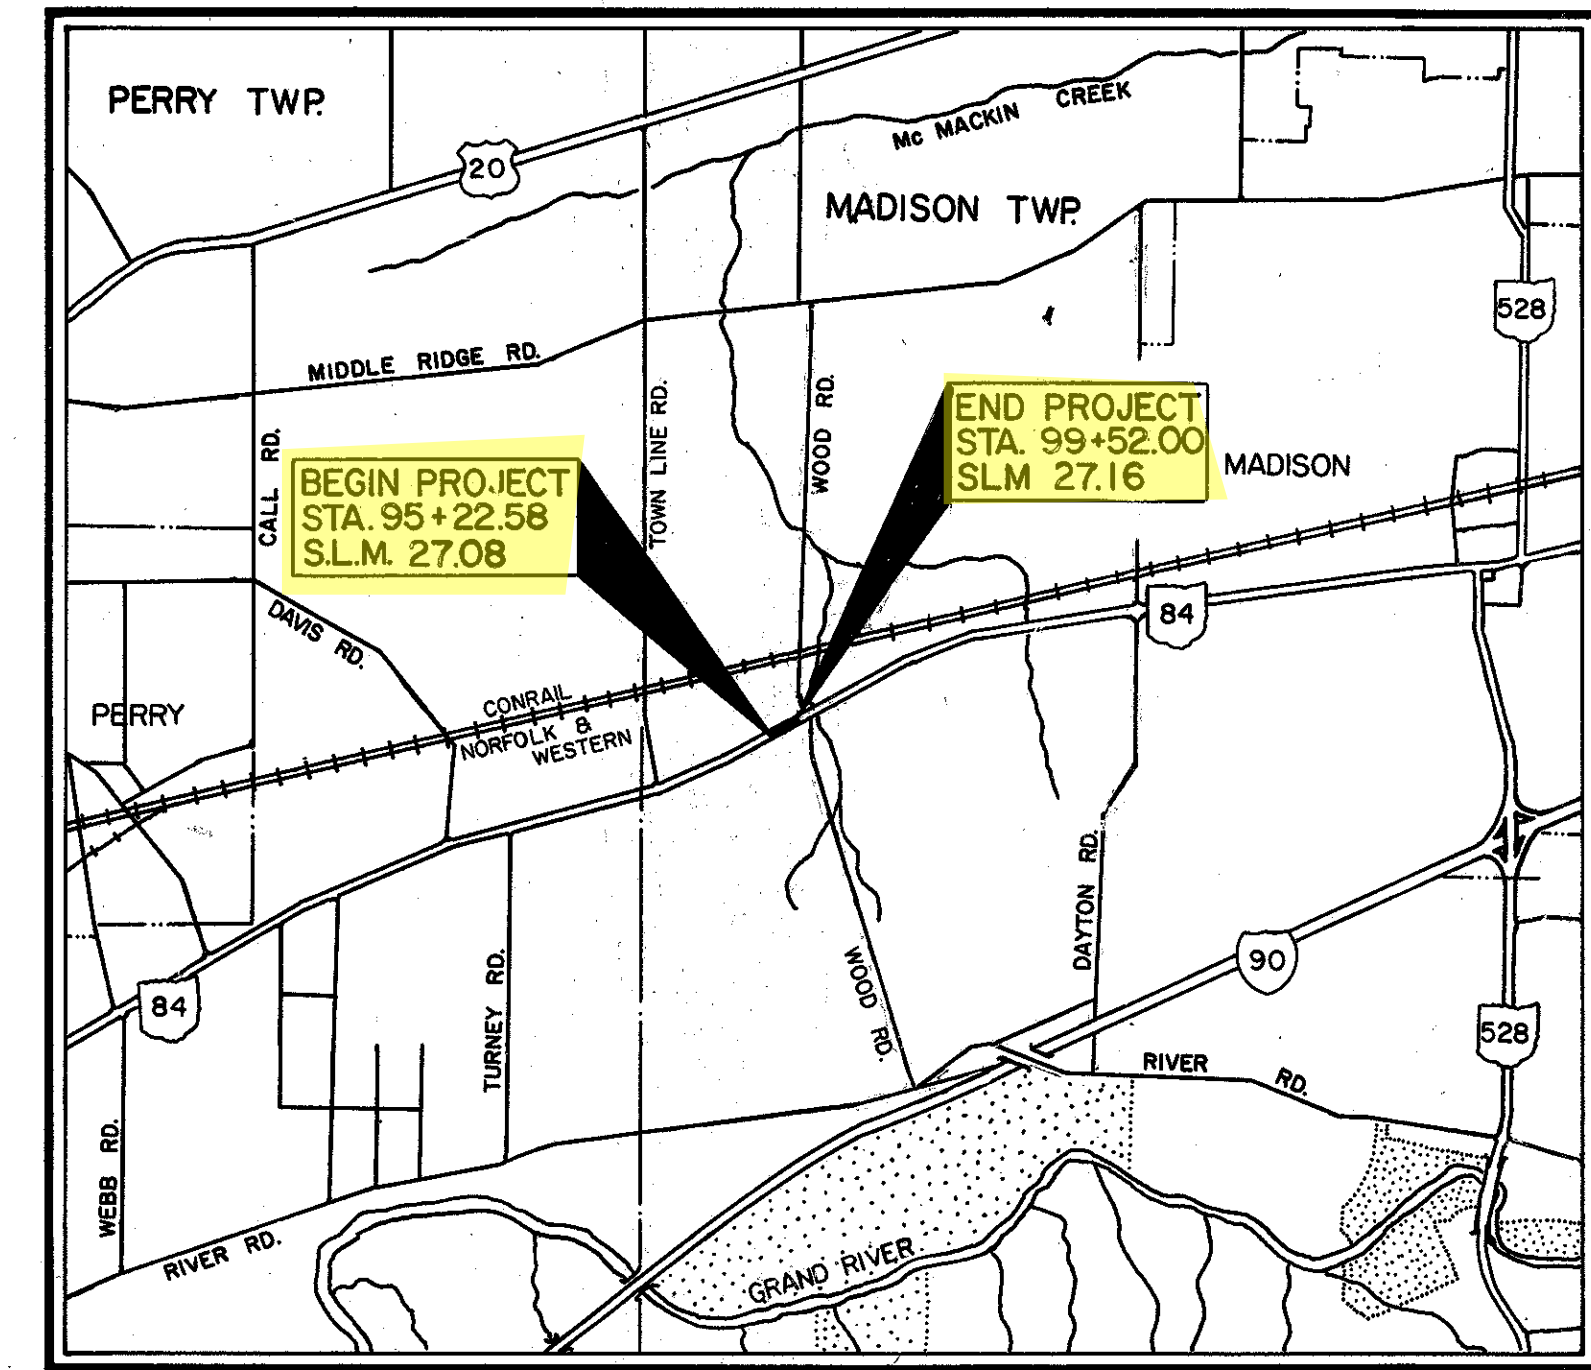 PERRY TWP.
20
Mc MACKIN CREEK
MADISON TWP.
528
MIDDLE RIDGE RD.
CALL RD.
TOWN LINE RD.
WOOD RD.
BEGIN PROJECT
STA. 95+22.58
S.L.M. 27.08
END PROJECT
STA. 99+52.00
SLM 27.16
MADISON
DAVIS RD.
84
PERRY
CONRAIL
NORFOLK &
WESTERN
DAYTON RD.
WOOD RD.
TURNEY RD.
90
84
528
WEBB RD.
RIVER RD.
RIVER RD.
GRAND RIVER